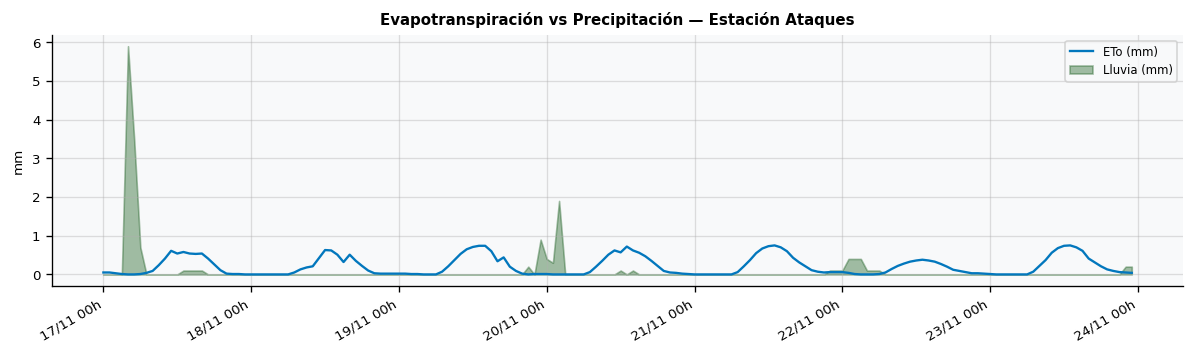 Evapotranspiración vs Precipitación — Estación Ataques
ETo (mm)
Lluvia (mm)
mm
6
5
4
3
2
1
0
17/11 00h
18/11 00h
19/11 00h
20/11 00h
21/11 00h
22/11 00h
23/11 00h
24/11 00h